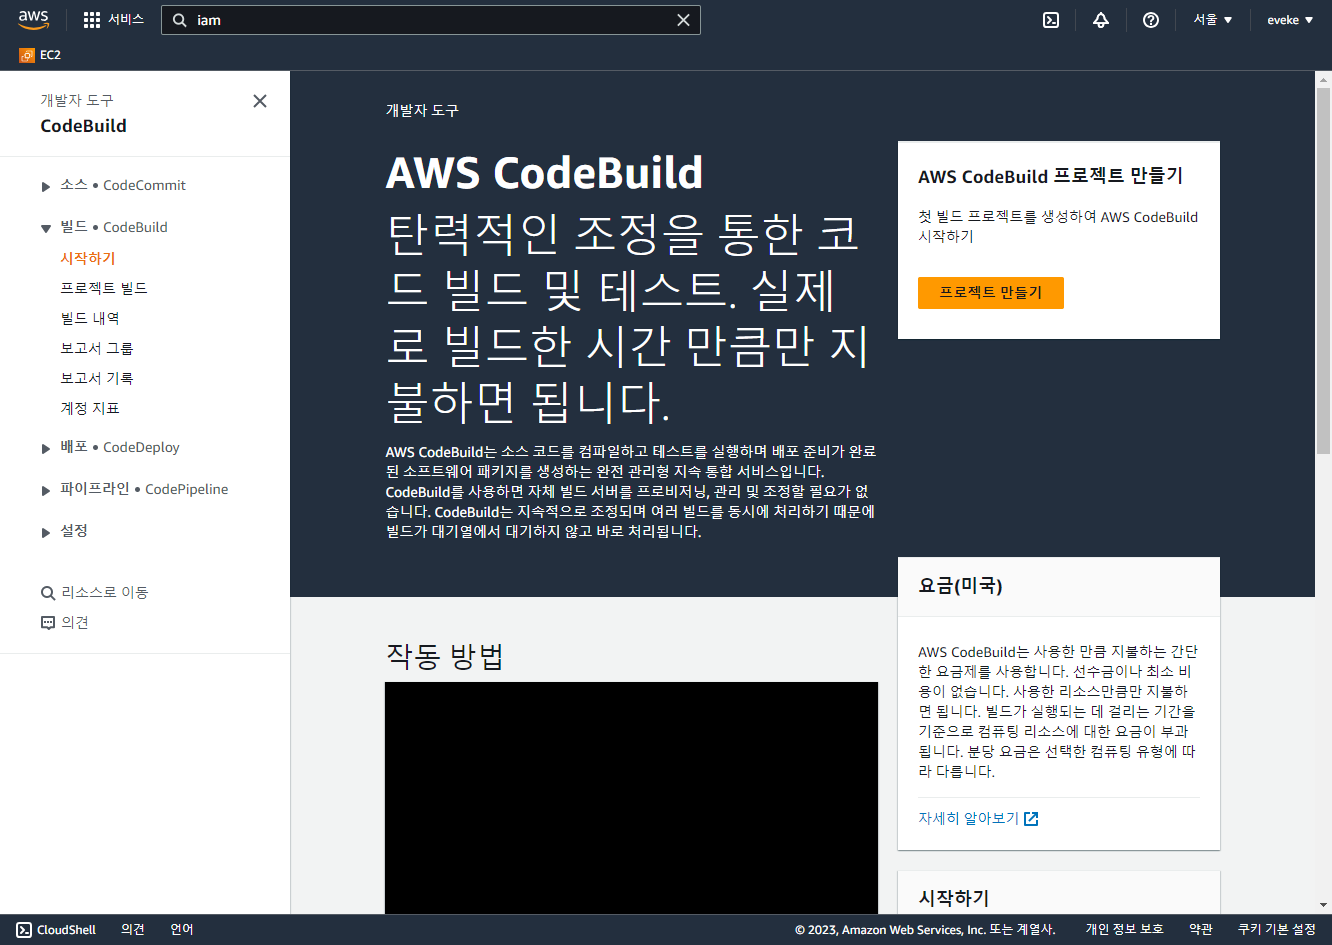 aws
서비스
iam
서울 ▼
eveke ▼
EC2
개발자 도구
CodeBuild
소스 • CodeCommit
빌드 • CodeBuild
시작하기
프로젝트 빌드
빌드 내역
보고서 그룹
보고서 기록
계정 지표
배포 • CodeDeploy
파이프라인 • CodePipeline
설정
리소스로 이동
의견
개발자 도구
AWS CodeBuild
탄력적인 조정을 통한 코
드 빌드 및 테스트. 실제
로 빌드한 시간 만큼만 지
불하면 됩니다.
AWS CodeBuild는 소스 코드를 컴파일하고 테스트를 실행하며 배포 준비가 완료
된 소프트웨어 패키지를 생성하는 완전 관리형 지속 통합 서비스입니다.
CodeBuild를 사용하면 자체 빌드 서버를 프로비저닝, 관리 및 조정할 필요가 없
습니다. CodeBuild는 지속적으로 조정되며 여러 빌드를 동시에 처리하기 때문에
빌드가 대기열에서 대기하지 않고 바로 처리됩니다.
AWS CodeBuild 프로젝트 만들기
첫 빌드 프로젝트를 생성하여 AWS CodeBuild
시작하기
프로젝트 만들기
작동 방법
요금(미국)
AWS CodeBuild는 사용한 만큼 지불하는 간단
한 요금제를 사용합니다. 선수금이나 최소 비
용이 없습니다. 사용한 리소스만큼만 지불하
면 됩니다. 빌드가 실행되는 데 걸리는 기간을
기준으로 컴퓨팅 리소스에 대한 요금이 부과
됩니다. 분당 요금은 선택한 컴퓨팅 유형에 따
라 다릅니다.
자세히 알아보기
시작하기
CloudShell
의견
언어
© 2023, Amazon Web Services, Inc. 또는 계열사.
개인 정보 보호
약관
쿠키 기본 설정